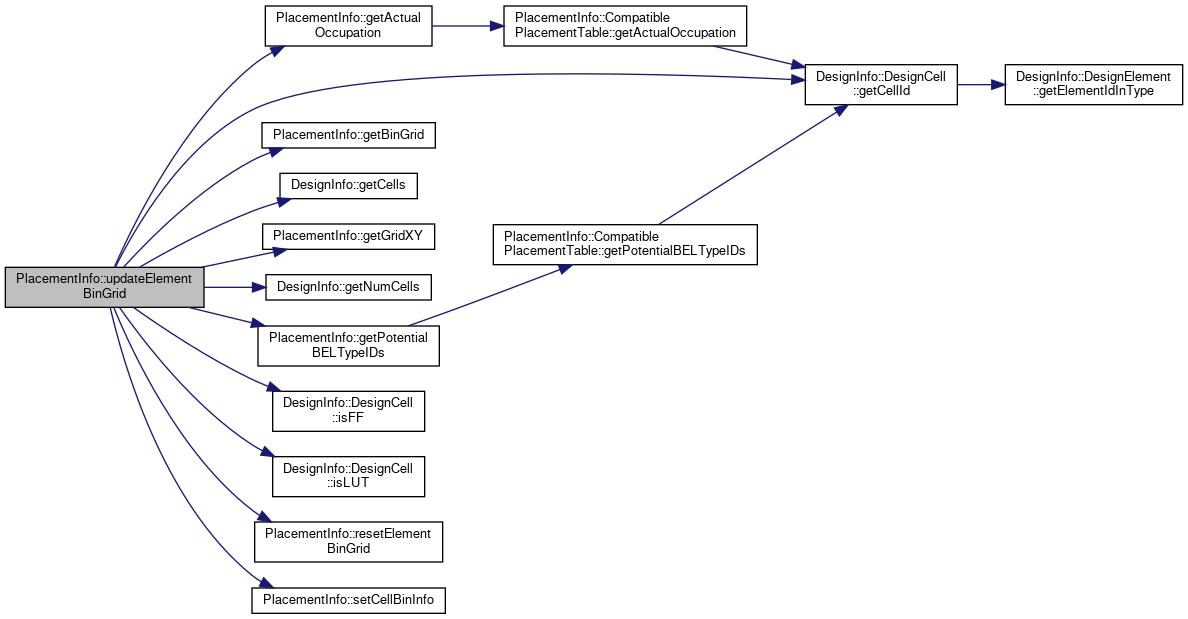 PlacementInfo::updateElement
BinGrid
PlacementInfo::getActual
Occupation
PlacementInfo::Compatible
PlacementTable::getActualOccupation
DesignInfo::DesignCell
::getCellId
DesignInfo::DesignElement
::getElementIdInType
PlacementInfo::getBinGrid
DesignInfo::getCells
PlacementInfo::getGridXY
DesignInfo::getNumCells
PlacementInfo::getPotential
BELTypeIDs
PlacementInfo::Compatible
PlacementTable::getPotentialBELTypeIDs
DesignInfo::DesignCell
::isFF
DesignInfo::DesignCell
::isLUT
PlacementInfo::resetElement
BinGrid
PlacementInfo::setCellBinInfo